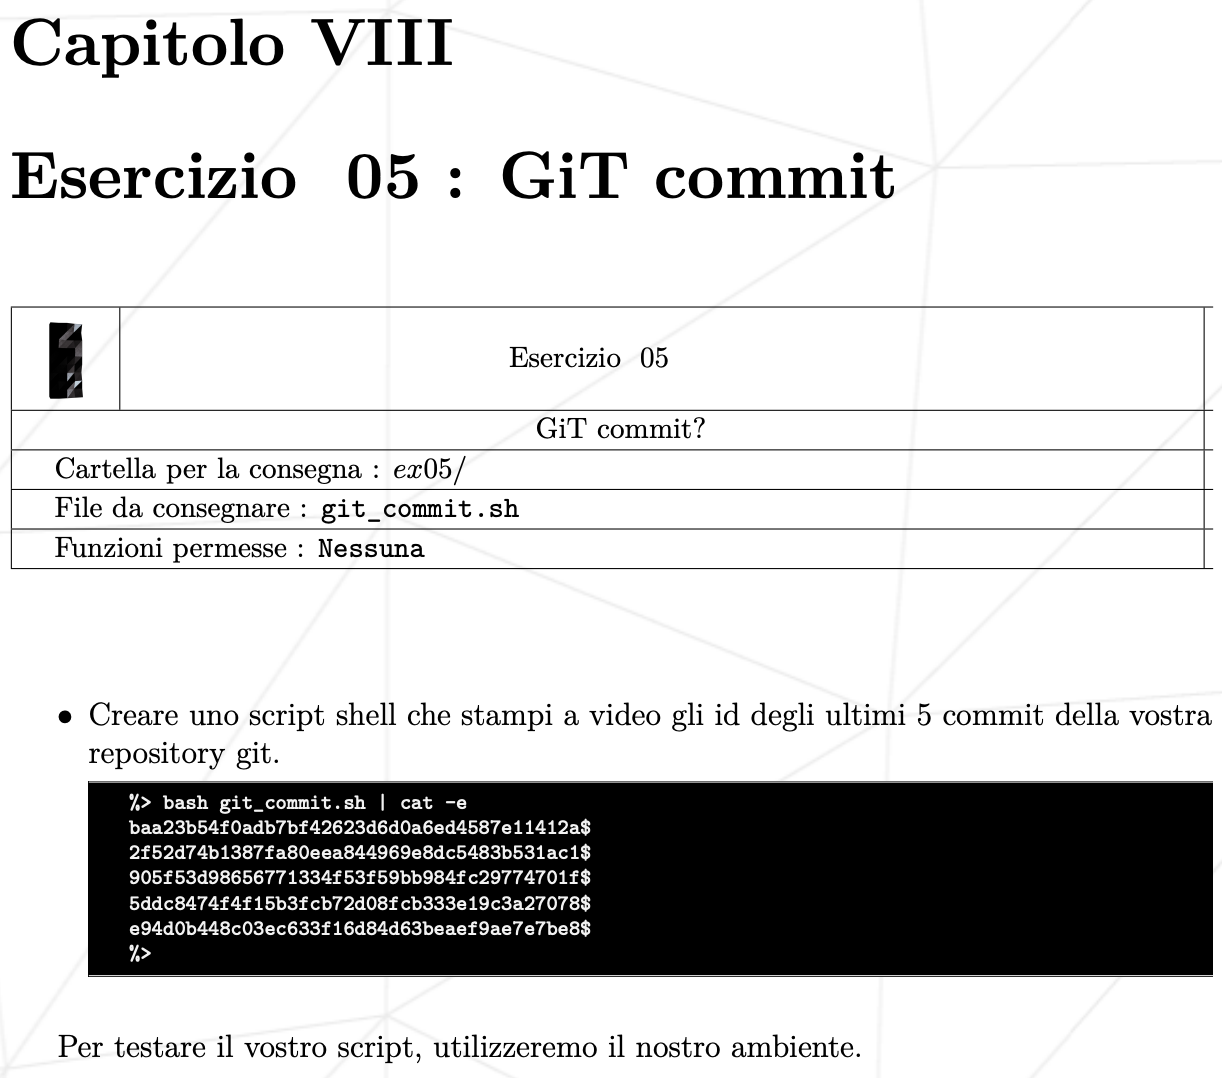 Capitolo VIII
Esercizio 05 : GiT commit
Esercizio 05
GiT commit?
Cartella per la consegna : ex05/
File da consegnare : git_commit.sh
Funzioni permesse : Nessuna
• Creare uno script shell che stampi a video gli id degli ultimi 5 commit della vostra
repository git.
%> bash git_commit.sh | cat -e
baa23b54f0adb7bf42623d6d0a6ed4587e11412a$
2f52d74b1387fa80eea844969e8dc5483b531ac1$
905f53d98656771334f53f59bb984fc29774701f$
5ddc8474f4f15b3fcb72d08fcb333e19c3a27078$
e94d0b448c03ec633f16d84d63beaef9ae7e7be8$
%>
Per testare il vostro script, utilizzeremo il nostro ambiente.